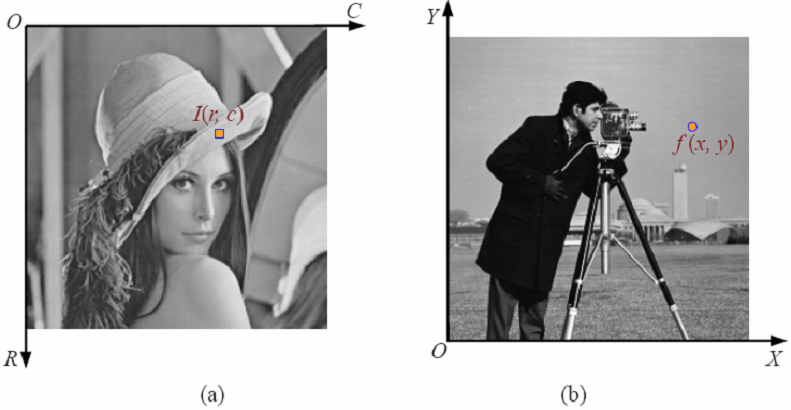 O C
I(r, c)
R
(a)
Y
f (x, y)
O X
(b)